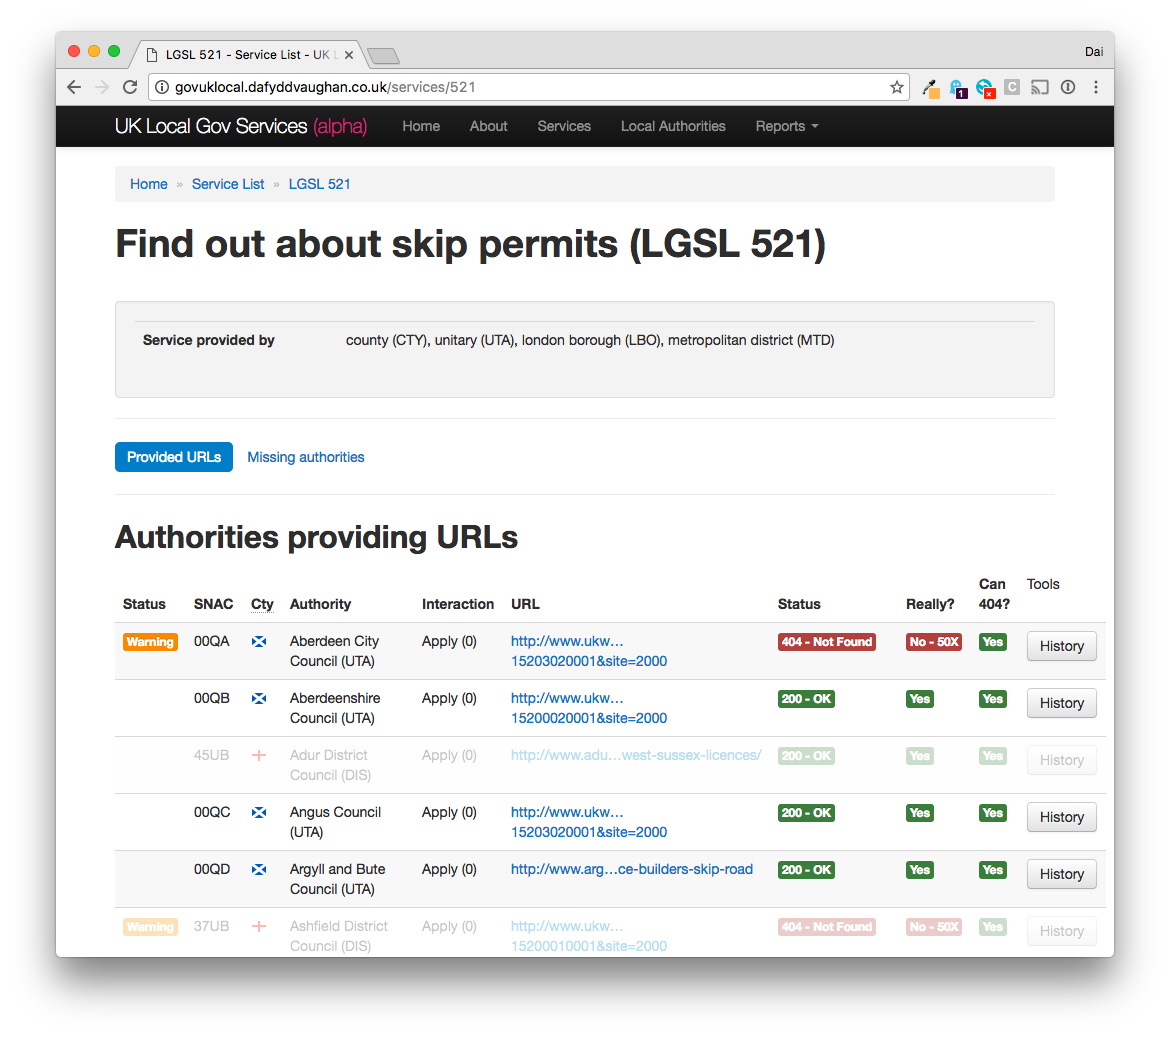 LGSL 521 - Service List - UK L
Dai
govuklocal.dafyddvaughan.co.uk/services/521
1
C
UK Local Gov Services (alpha) Home About Services Local Authorities Reports
Home » Service List » LGSL 521
Find out about skip permits (LGSL 521)
Service provided by county (CTY), unitary (UTA), london borough (LBO), metropolitan district (MTD)
Provided URLs Missing authorities
Authorities providing URLs
Status SNAC Cty Authority Interaction URL Status Really? Can 404? Tools
Warning 00QA Aberdeen City Apply (0) http://www.ukw… 404 - Not Found No - 50X Yes History
Council (UTA) 15203020001&site=2000
00QB Aberdeenshire Apply (0) http://www.ukw… 200 - OK Yes Yes History
Council (UTA) 15200020001&site=2000
45UB Adur District Apply (0) http://www.adu…west-sussex-licences/ 200 - OK Yes Yes History
Council (DIS)
00QC Angus Council Apply (0) http://www.ukw… 200 - OK Yes Yes History
(UTA) 15203020001&site=2000
00QD Argyll and Bute Apply (0) http://www.arg…ce-builders-skip-road 200 - OK Yes Yes History
Council (UTA)
Warning 37UB Ashfield District Apply (0) http://www.ukw… 404 - Not Found No - 50X Yes History
Council (DIS) 15200010001&site=2000